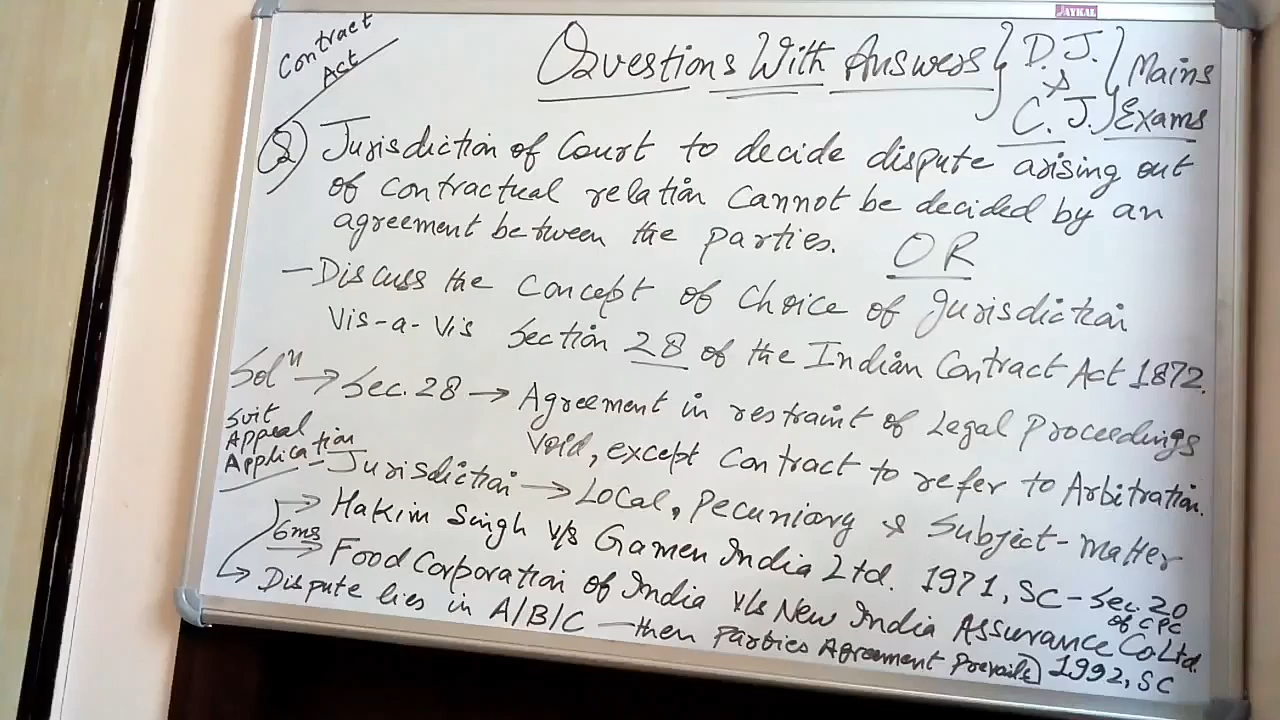 JAYKAL
Contract Act
Questions With Answers } D.J. & C.J. } Mains Exams
Q) Jurisdiction of Court to decide dispute arising out
of contractual relation cannot be decided by an
agreement between the parties. OR
- Discuss the concept of choice of jurisdiction
Vis-a-Vis Section 28 of the Indian Contract Act 1872.
Solⁿ → Sec. 28 → Agreement in restraint of Legal Proceedings
Void, except contract to refer to Arbitration.
Suit
Appeal
Application
- Jurisdiction → Local, Pecuniary & Subject-matter
→ Hakim Singh v/s Gamen India Ltd. 1971, SC - Sec. 20 of CPC
6ms
→ Food Corporation of India v/s New India Assurance Co Ltd. 1992, SC
→ Dispute lies in A/B/C - then Parties Agreement Prevails